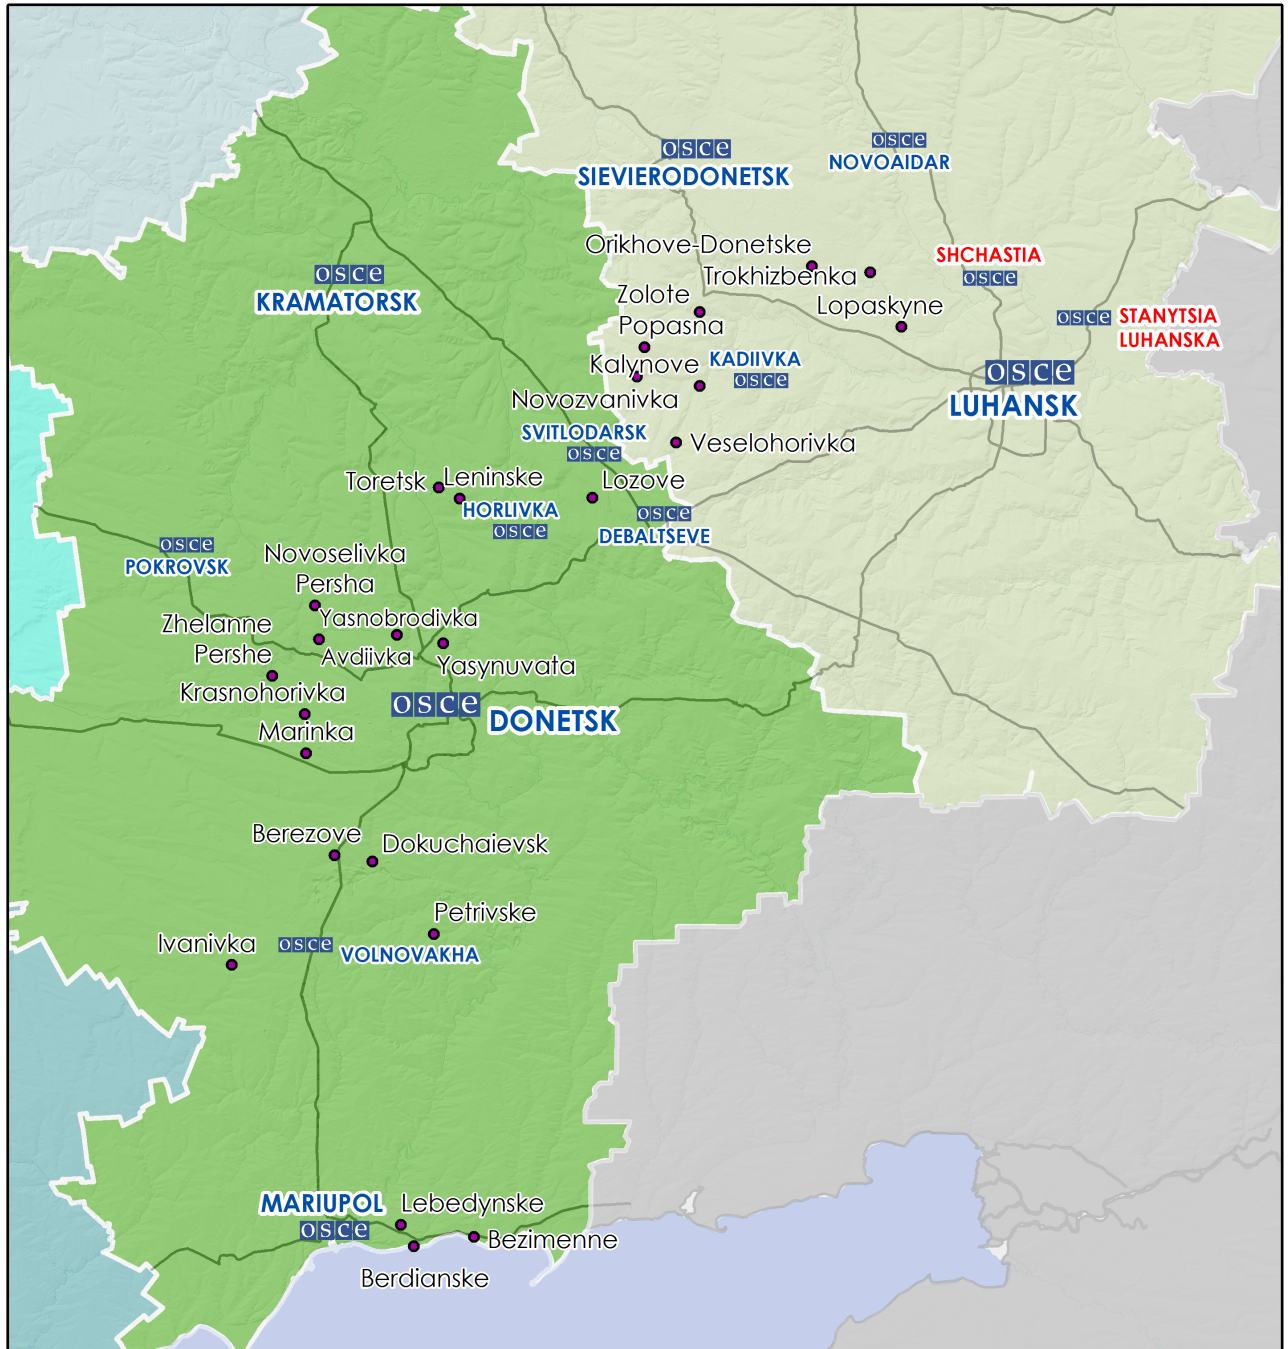 osce
NOVOAIDAR
osce
SIEVIERODONETSK
Orikhove-Donetske
SHCHASTIA
osce
Trokhizbenka
osce
KRAMATORSK
Zolote
Lopaskyne
osce
STANYTSIA
LUHANSKA
Popasna
Kalynove
KADIIVKA
osce
osce
LUHANSK
Novozvanivka
SVITLODARSK
osce
Veselohorivka
Toretsk
Leninske
Lozove
HORLIVKA
osce
osce
DEBALTSEVE
osce
POKROVSK
Novoselivka
Persha
Yasnobrodivka
Zhelanne
Pershe
Avdiivka
Yasynuvata
Krasnohorivka
osce
DONETSK
Marinka
Berezove
Dokuchaievsk
Petrivske
Ivanivka
osce
VOLNOVAKHA
MARIUPOL
osce
Lebedynske
Bezimenne
Berdianske